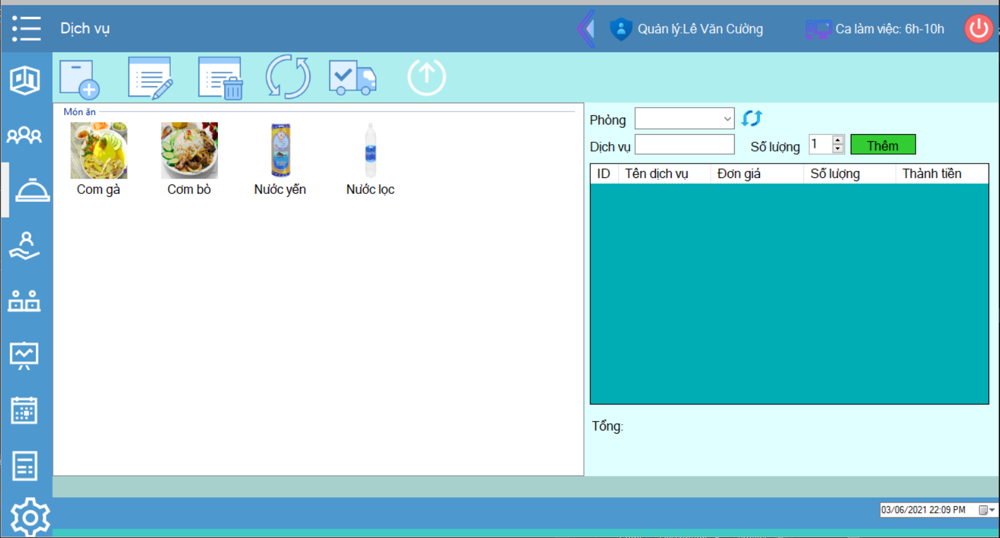 Dịch vụ
Quản lý:Lê Văn Cường
Ca làm việc: 6h-10h
Món ăn
Com gà
Cơm bò
Nước yến
Nước lọc
Phòng
Dịch vụ
Số lượng
1
Thêm
ID Tên dịch vụ Đơn giá Số lượng Thành tiền
Tổng:
03/06/2021 22:09 PM